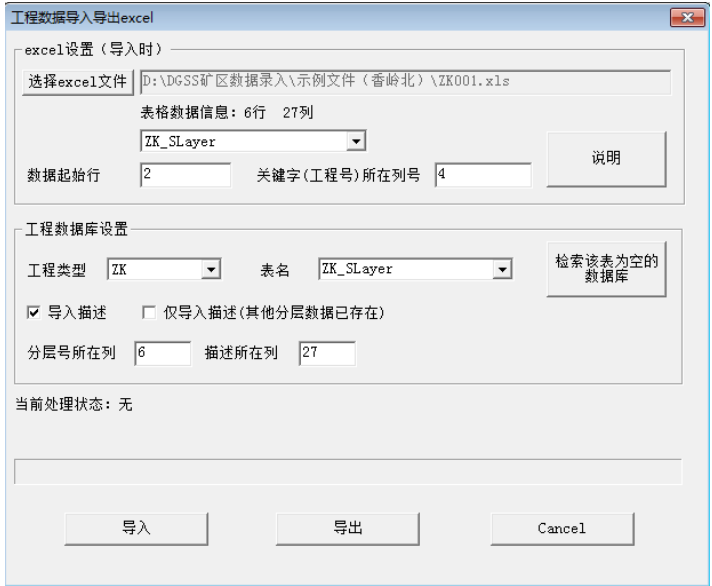 工程数据导入导出excel
excel设置（导入时）
选择excel文件 D:\DGSS矿区数据录入\示例文件（香岭北）\ZK001.xls
表格数据信息：6行 27列
ZK_SLayer
说明
数据起始行 2 关键字(工程号)所在列号 4
工程数据库设置
工程类型 ZK 表名 ZK_SLayer
检索该表为空的
数据库
导入描述 仅导入描述(其他分层数据已存在)
分层号所在列 6 描述所在列 27
当前处理状态：无
导入 导出 Cancel